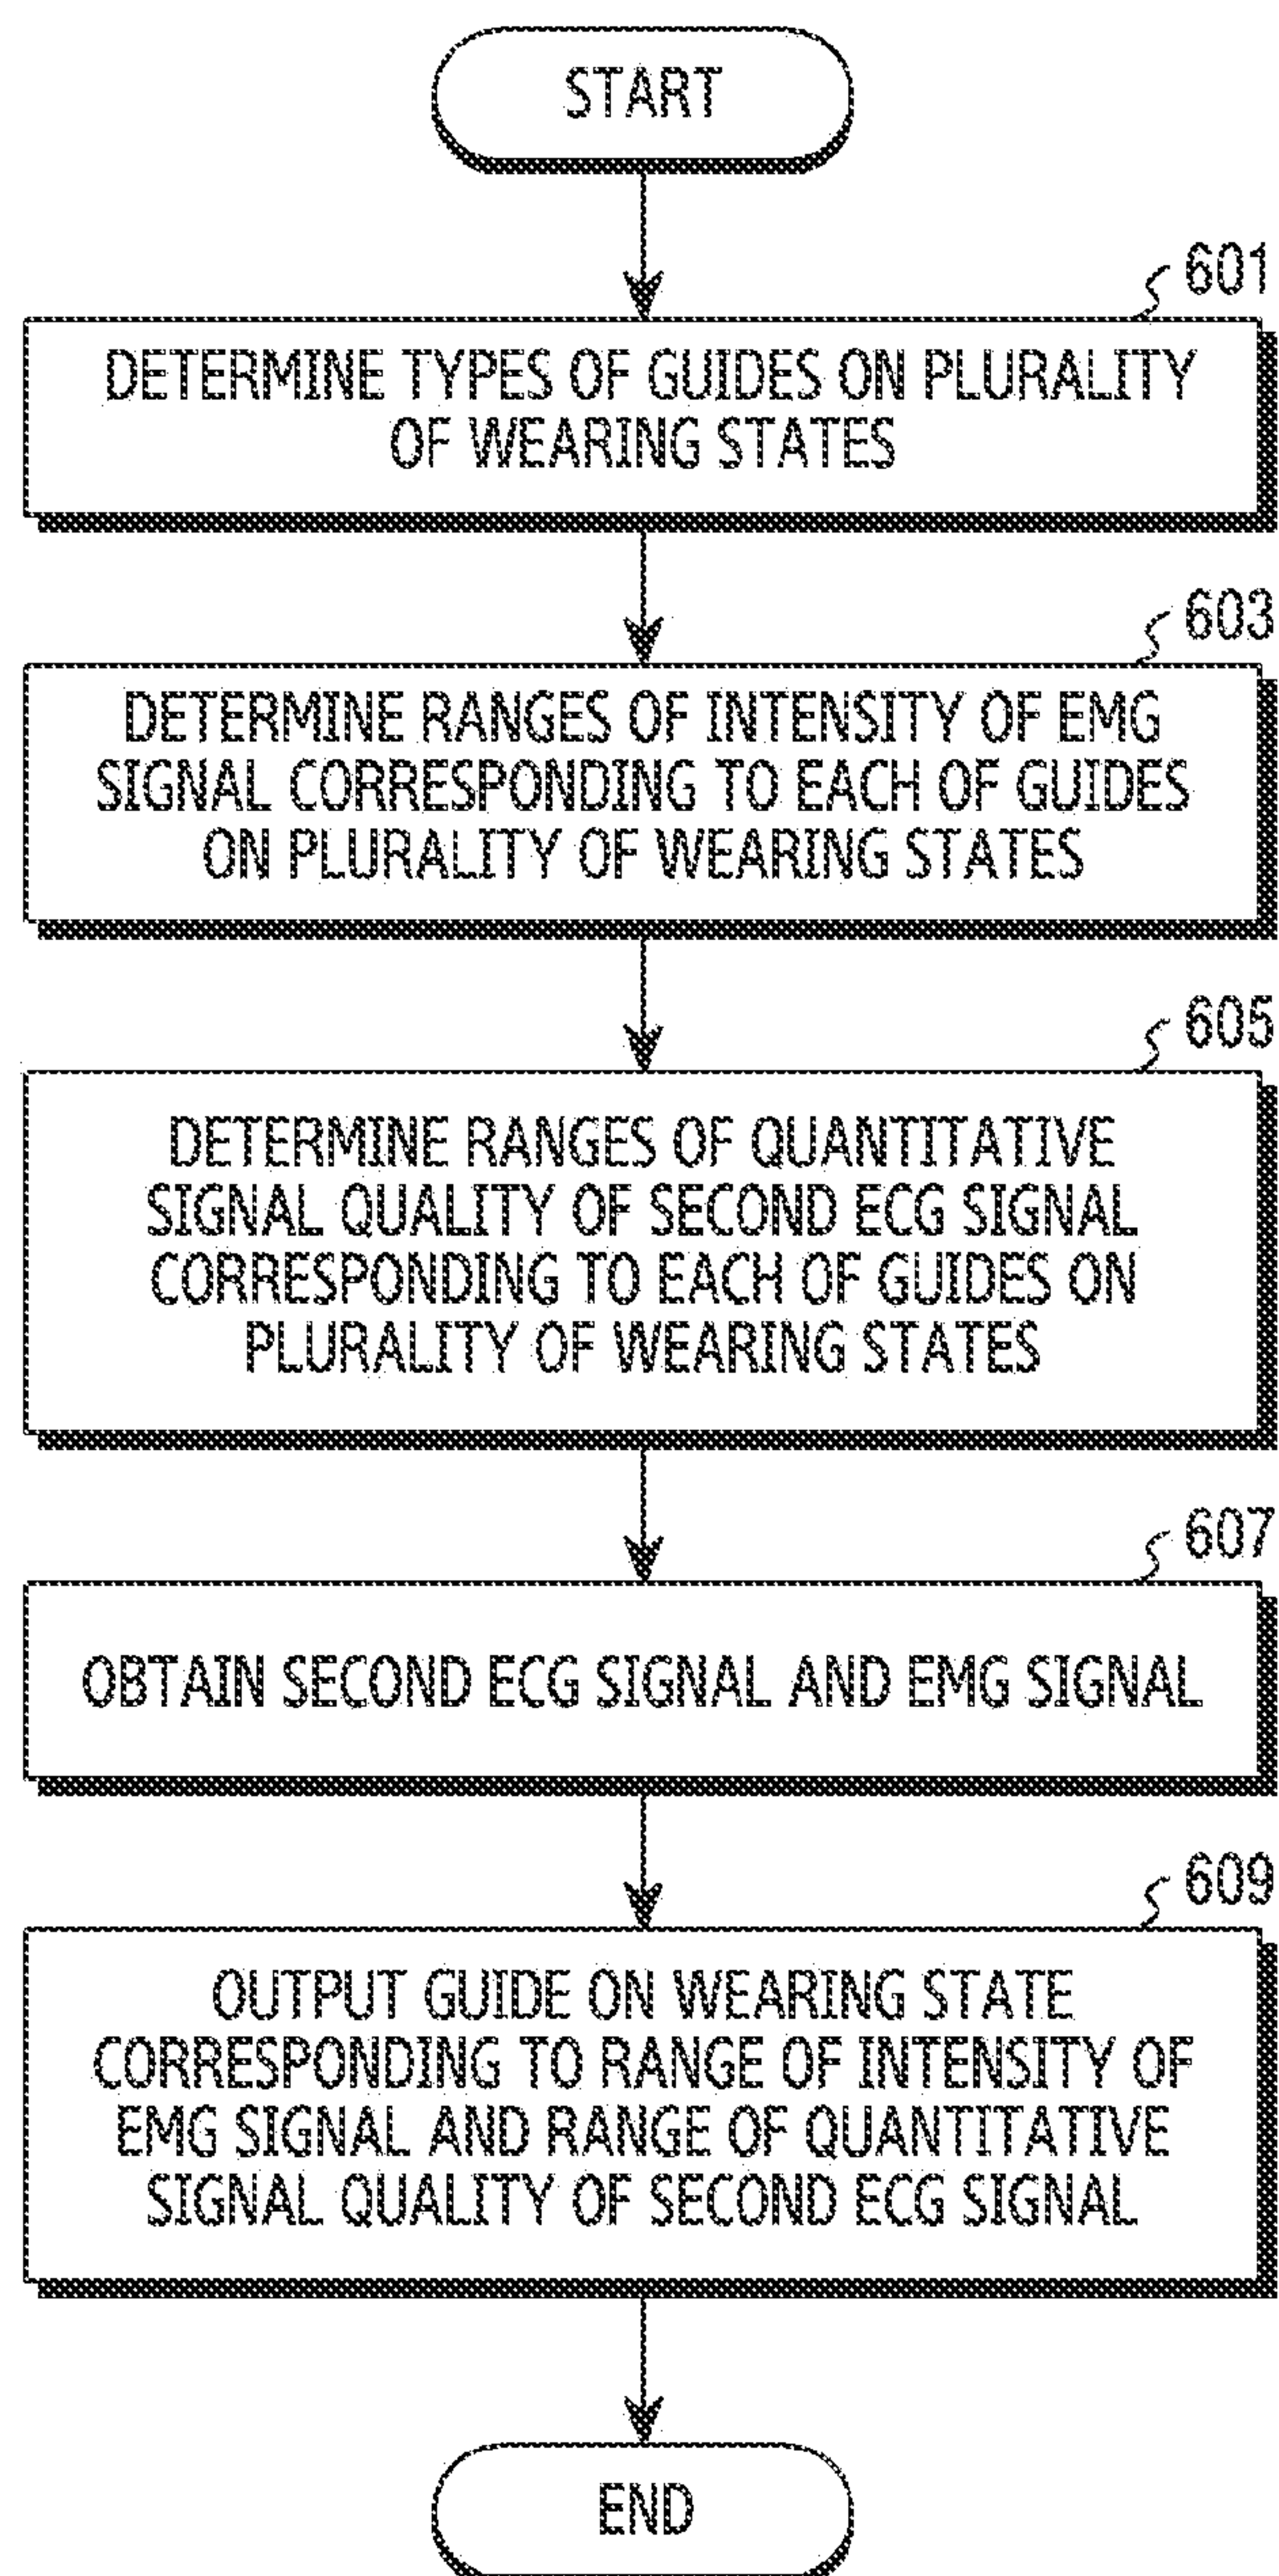 START
601
DETERMINE TYPES OF GUIDES ON PLURALITY
OF WEARING STATES
603
DETERMINE RANGES OF INTENSITY OF EMG
SIGNAL CORRESPONDING TO EACH OF GUIDES
ON PLURALITY OF WEARING STATES
605
DETERMINE RANGES OF QUANTITATIVE
SIGNAL QUALITY OF SECOND ECG SIGNAL
CORRESPONDING TO EACH OF GUIDES ON
PLURALITY OF WEARING STATES
607
OBTAIN SECOND ECG SIGNAL AND EMG SIGNAL
609
OUTPUT GUIDE ON WEARING STATE
CORRESPONDING TO RANGE OF INTENSITY OF
EMG SIGNAL AND RANGE OF QUANTITATIVE
SIGNAL QUALITY OF SECOND ECG SIGNAL
END